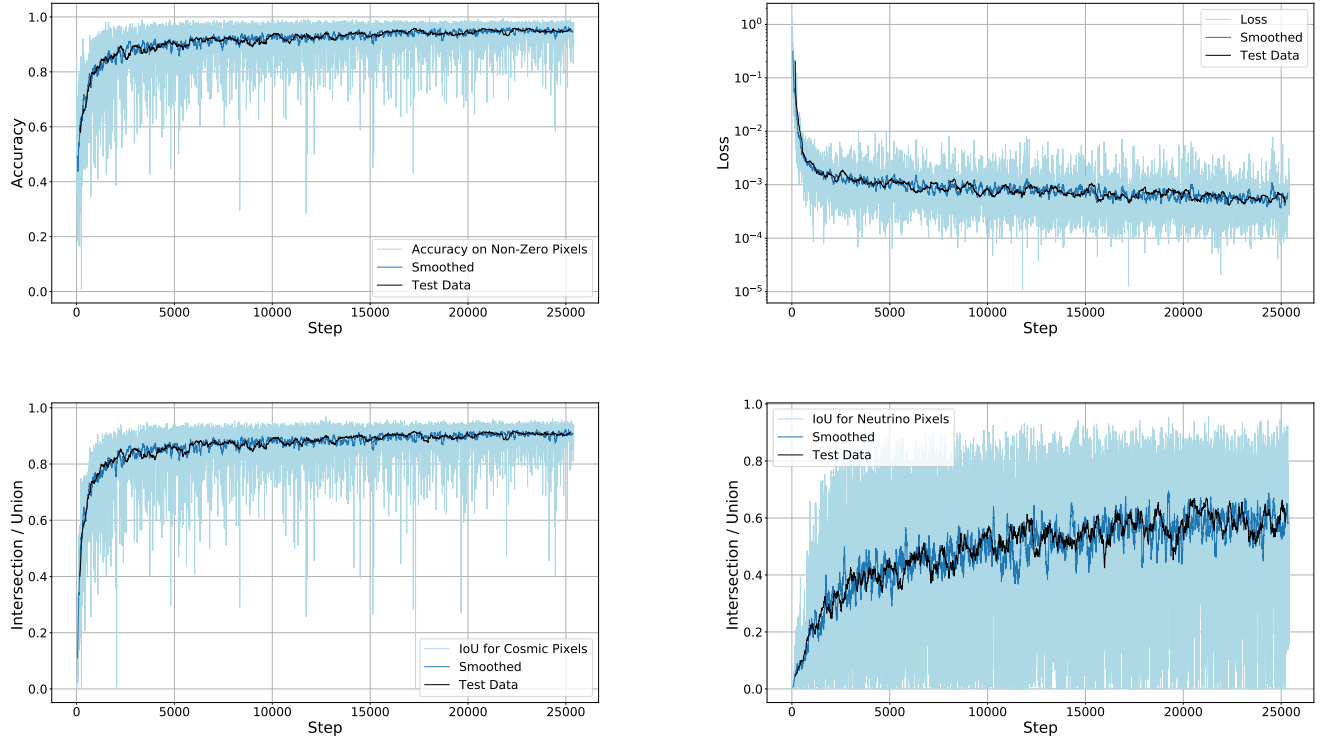 1.0
0.8
0.6
0.4
0.2
0.0
Accuracy
0 5000 10000 15000 20000 25000
Step
Accuracy on Non-Zero Pixels
Smoothed
Test Data
10⁰
10⁻¹
10⁻²
10⁻³
10⁻⁴
10⁻⁵
Loss
0 5000 10000 15000 20000 25000
Step
Loss
Smoothed
Test Data
1.0
0.8
0.6
0.4
0.2
0.0
Intersection / Union
0 5000 10000 15000 20000 25000
Step
IoU for Cosmic Pixels
Smoothed
Test Data
1.0
0.8
0.6
0.4
0.2
0.0
Intersection / Union
0 5000 10000 15000 20000 25000
Step
IoU for Neutrino Pixels
Smoothed
Test Data